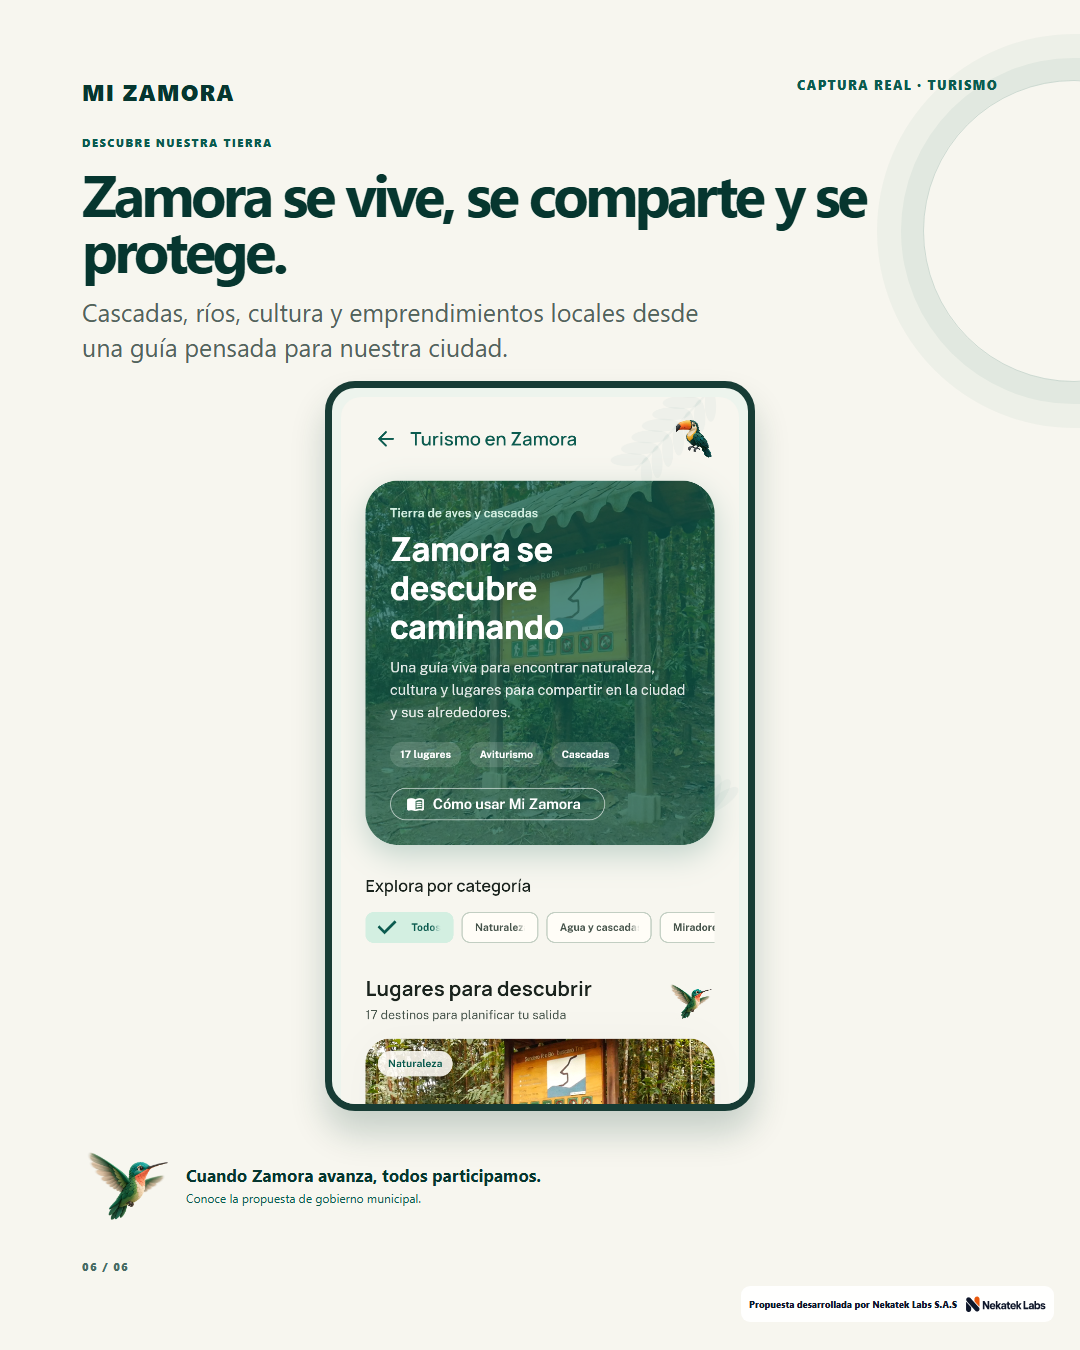 MI ZAMORA
CAPTURA REAL · TURISMO
DESCUBRE NUESTRA TIERRA
Zamora se vive, se comparte y se
protege.
Cascadas, ríos, cultura y emprendimientos locales desde
una guía pensada para nuestra ciudad.
Turismo en Zamora
Tierra de aves y cascadas
Zamora se
descubre
caminando
Una guía viva para encontrar naturaleza,
cultura y lugares para compartir en la ciudad
y sus alrededores.
17 lugares
Aviturismo
Cascadas
Cómo usar Mi Zamora
Explora por categoría
Todos
Naturalez
Agua y cascada
Miradore
Lugares para descubrir
17 destinos para planificar tu salida
Naturaleza
Cuando Zamora avanza, todos participamos.
Conoce la propuesta de gobierno municipal.
06 / 06
Propuesta desarrollada por Nekatek Labs S.A.S
Nekatek Labs